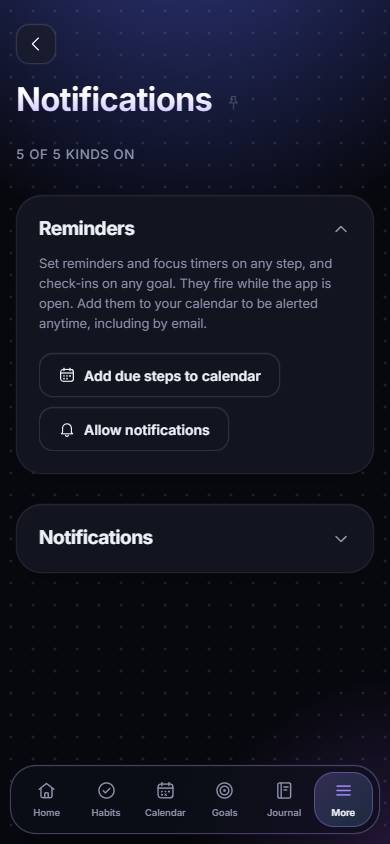 Notifications
5 OF 5 KINDS ON
Reminders
Set reminders and focus timers on any step, and
check-ins on any goal. They fire while the app is
open. Add them to your calendar to be alerted
anytime, including by email.
Add due steps to calendar
Allow notifications
Notifications
Home
Habits
Calendar
Goals
Journal
More